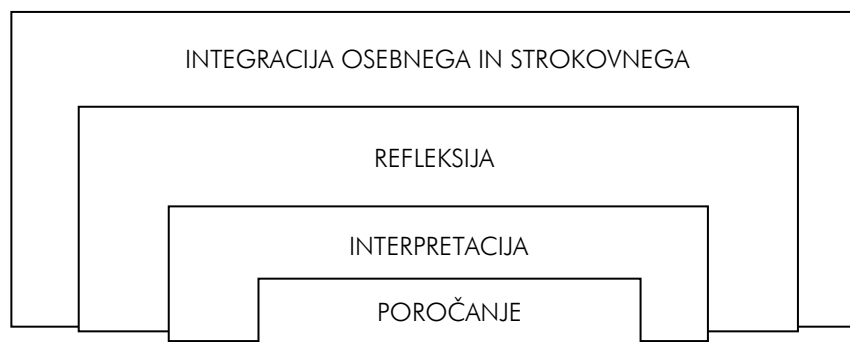 INTEGRACIJA OSEBNEGA IN STROKOVNEGA
REFLEKSIJA
INTERPRETACIJA
POROČANJE